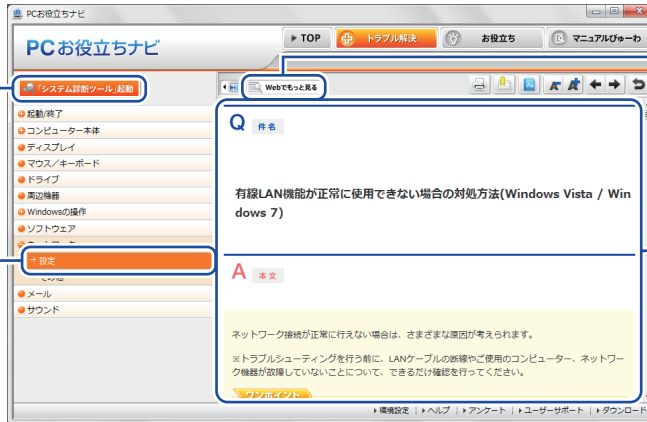 PCお役立ちナビ
PCお役立ちナビ
TOP
トラブル解決
お役立ち
マニュアルびゅーわ
「システム診断ツール」起動
Webでもっと見る
起動/終了
コンピューター本体
ディスプレイ
マウス/キーボード
ドライブ
周辺機器
Windowsの操作
ソフトウェア
設定
メール
サウンド
Q 件名
有線LAN機能が正常に使用できない場合の対処方法(Windows Vista / Win
dows 7)
A 本文
ネットワーク接続が正常に行えない場合は、さまざまな原因が考えられます。
※トラブルシューティングを行う前に、LANケーブルの断線やご使用のコンピューター、ネットワー
ク機器が故障していないことについて、できるだけ確認を行ってください。
ワンポイント
環境設定 | ヘルプ | アンケート | ユーザーサポート | ダウンロード